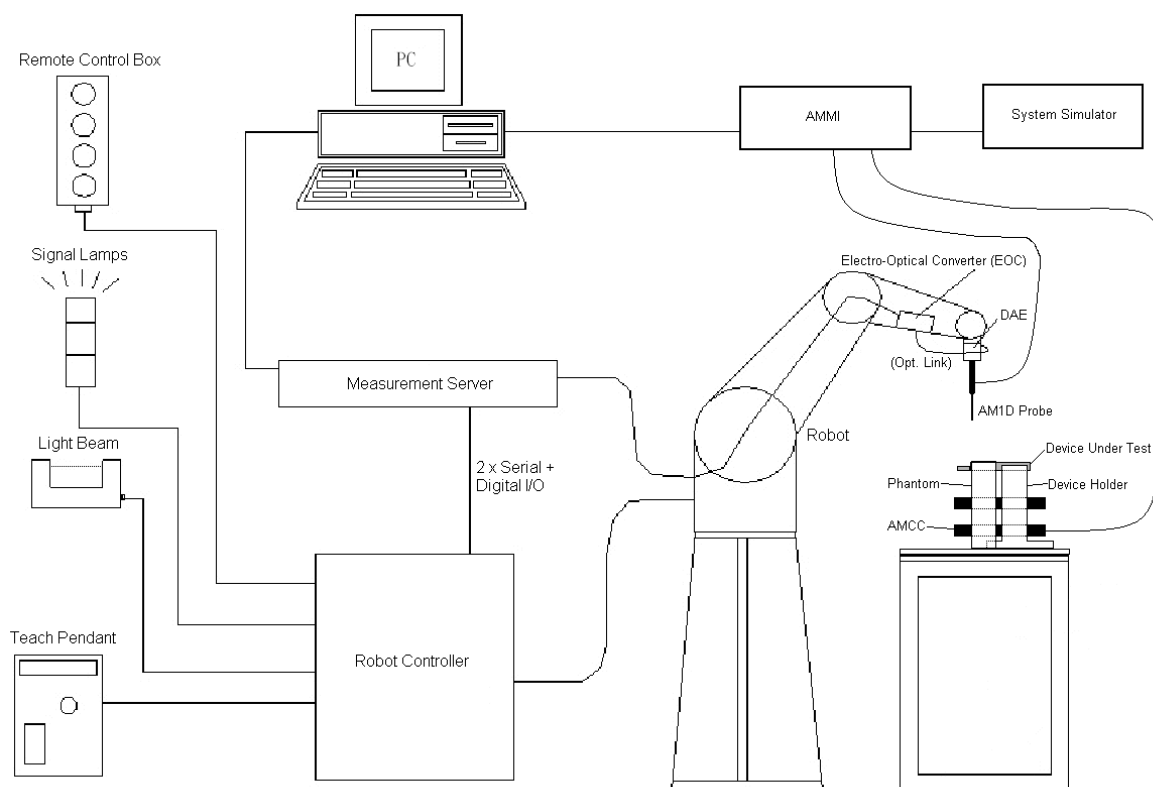 Remote Control Box
PC
AMMI
System Simulator
Signal Lamps
Electro-Optical Converter (EOC)
DAE
(Opt. Link)
Measurement Server
AM1D Probe
Light Beam
Robot
2 x Serial +
Digital I/O
Device Under Test
Phantom
Device Holder
AMCC
Teach Pendant
Robot Controller